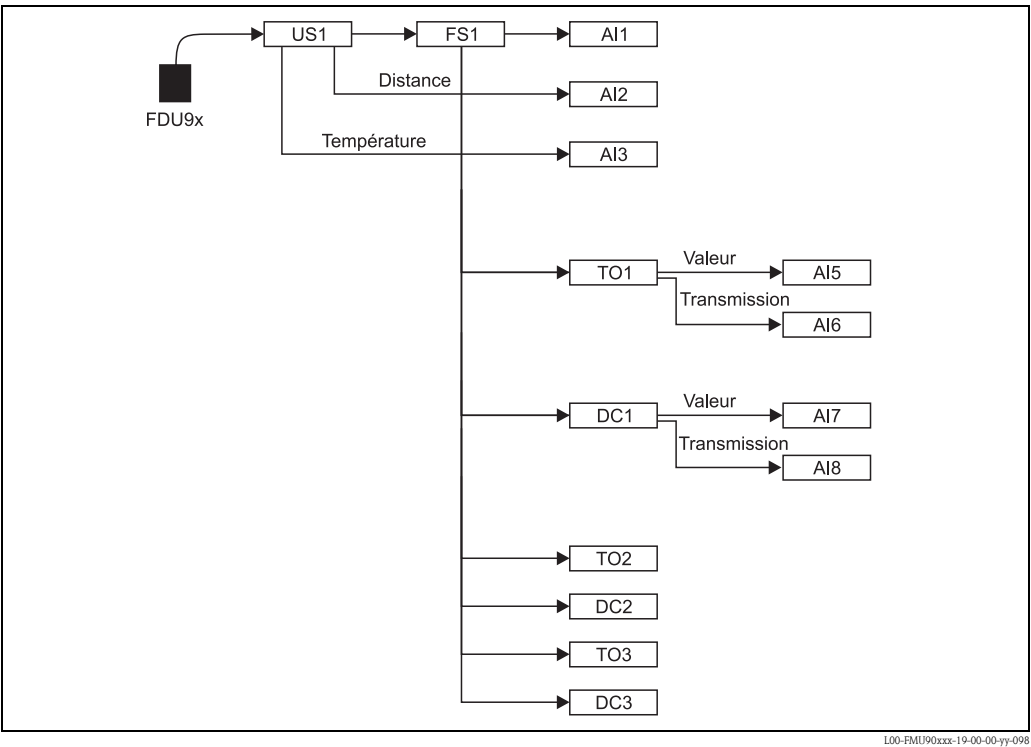 US1
FS1
AI1
Distance
AI2
FDU9x
Température
AI3
Valeur
TO1
AI5
Transmission
AI6
Valeur
DC1
AI7
Transmission
AI8
TO2
DC2
TO3
DC3
L00-FMU90xxx-19-00-00-yy-098